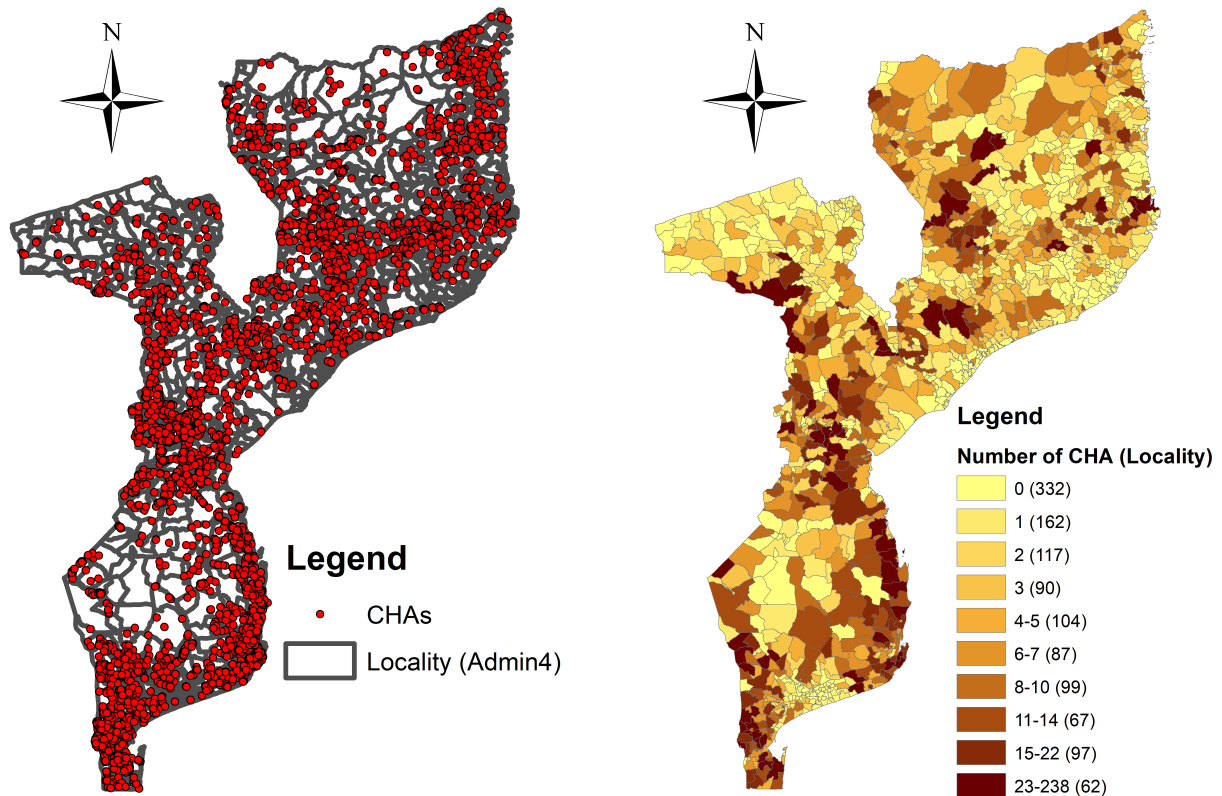 N
Legend
CHAs
Locality (Admin4)
N
Legend
Number of CHA (Locality)
0 (332)
1 (162)
2 (117)
3 (90)
4-5 (104)
6-7 (87)
8-10 (99)
11-14 (67)
15-22 (97)
23-238 (62)